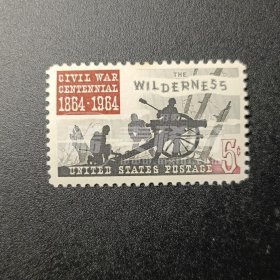 CIVIL WAR
CENTENNIAL
1864-1964
THE
WILDERNESS
5¢
UNITED STATES POSTAGE